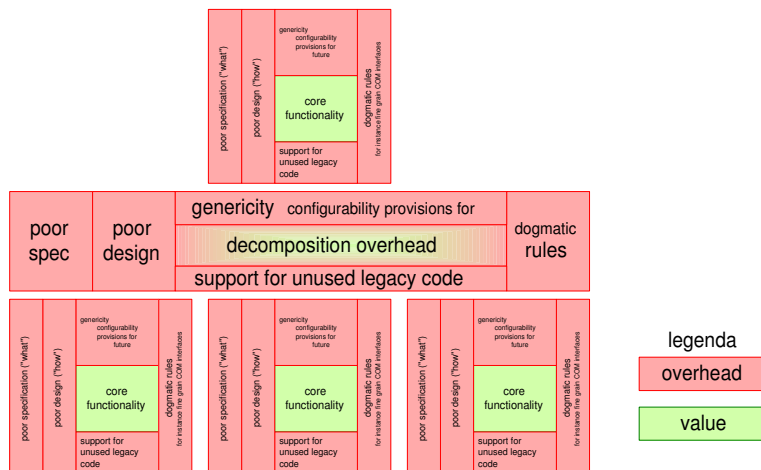 poor specification ("what")
poor design ("how")
genericity
configurability
provisions for
future
core
functionality
support for
unused legacy
code
dogmatic rules
for instance fine grain COM interfaces
poor
spec
poor
design
genericity configurability provisions for
decomposition overhead
support for unused legacy code
dogmatic
rules
poor specification ("what")
poor design ("how")
genericity
configurability
provisions for
future
core
functionality
support for
unused legacy
code
dogmatic rules
for instance fine grain COM interfaces
poor specification ("what")
poor design ("how")
genericity
configurability
provisions for
future
core
functionality
support for
unused legacy
code
dogmatic rules
for instance fine grain COM interfaces
poor specification ("what")
poor design ("how")
genericity
configurability
provisions for
future
core
functionality
support for
unused legacy
code
dogmatic rules
for instance fine grain COM interfaces
legenda
overhead
value